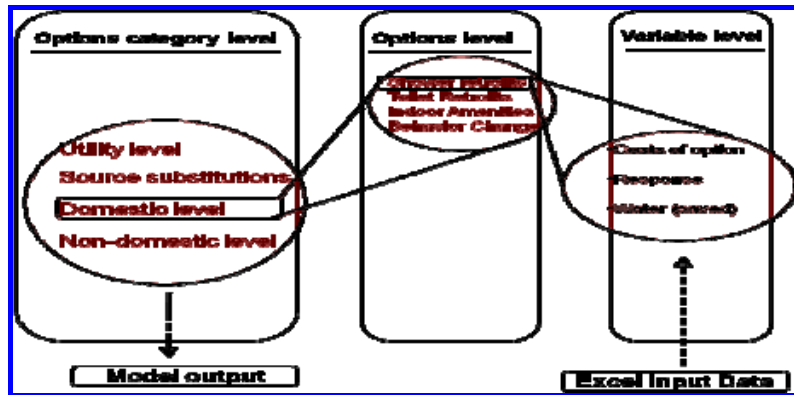 Options category level
Options level
Variable level
Shower retrofits
Toilet Retrofits
Indoor Amenities
Behavior Change
Utility level
Source substitutions
Domestic level
Non-domestic level
Costs of option
Response
Water (saved)
Model output
Excel Input Data